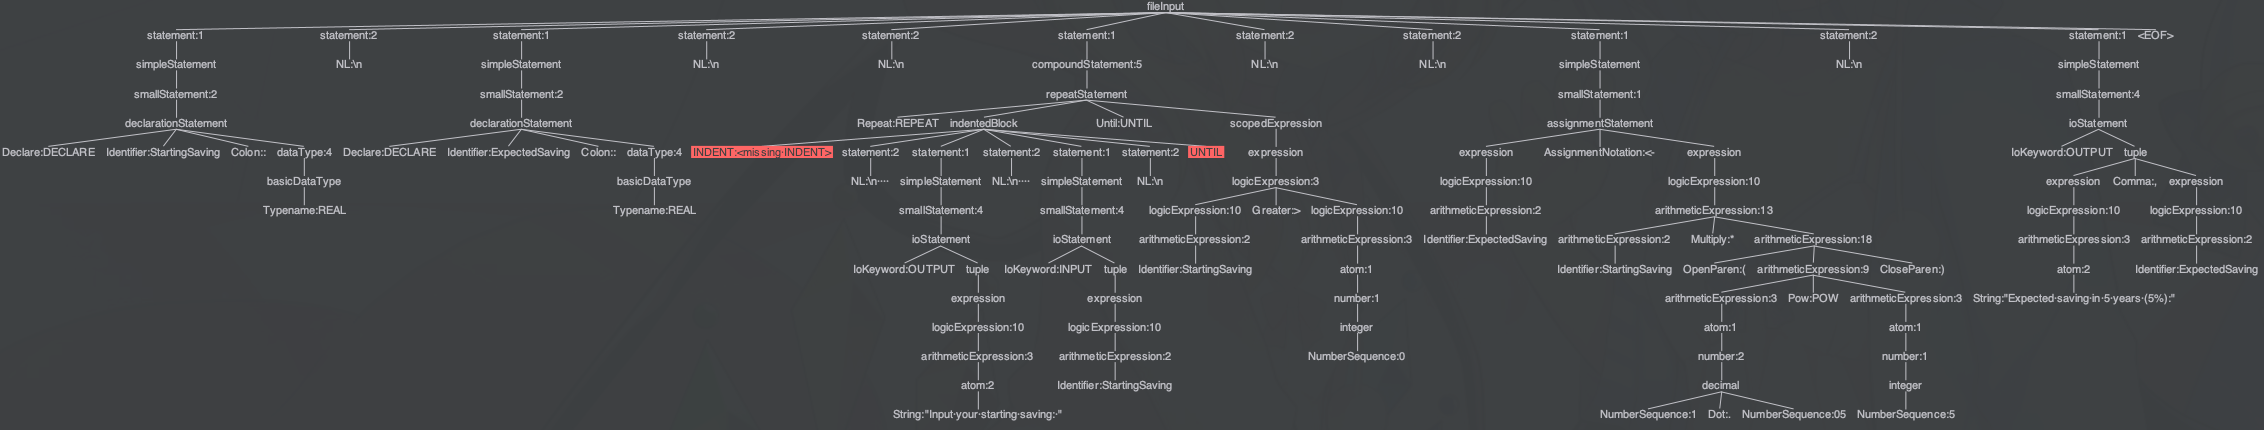 fileInput
statement:1 statement:2 statement:1 statement:2 statement:2 statement:1 statement:2 statement:2 statement:1 statement:2 statement:1 <EOF>
simpleStatement NL:\n simpleStatement NL:\n NL:\n compoundStatement:5 NL:\n NL:\n simpleStatement NL:\n simpleStatement
smallStatement:2 smallStatement:2 repeatStatement smallStatement:1 smallStatement:4
declarationStatement declarationStatement Repeat:REPEAT indentedBlock Until:UNTIL scopedExpression assignmentStatement ioStatement
Declare:DECLARE Identifier:StartingSaving Colon:: dataType:4 Declare:DECLARE Identifier:ExpectedSaving Colon:: dataType:4 INDENT:<missing·INDENT> statement:2 statement:1 statement:2 statement:1 statement:2 UNTIL expression expression AssignmentNotation:<- expression IoKeyword:OUTPUT tuple
basicDataType basicDataType NL:\n···· simpleStatement NL:\n···· simpleStatement NL:\n logicExpression:3 logicExpression:10 logicExpression:10 expression Comma:, expression
Typename:REAL Typename:REAL smallStatement:4 smallStatement:4 logicExpression:10 Greater:> logicExpression:10 arithmeticExpression:2 arithmeticExpression:13 logicExpression:10 logicExpression:10
ioStatement ioStatement arithmeticExpression:2 arithmeticExpression:3 Identifier:ExpectedSaving arithmeticExpression:2 Multiply:* arithmeticExpression:18 arithmeticExpression:3 arithmeticExpression:2
IoKeyword:OUTPUT tuple IoKeyword:INPUT tuple Identifier:StartingSaving atom:1 Identifier:StartingSaving OpenParen:( arithmeticExpression:9 CloseParen:) atom:2 Identifier:ExpectedSaving
expression expression number:1 arithmeticExpression:3 Pow:POW arithmeticExpression:3 String:"Expected·saving·in·5·years·(5%):"
logicExpression:10 logicExpression:10 integer atom:1 atom:1
arithmeticExpression:3 arithmeticExpression:2 NumberSequence:0 number:2 number:1
atom:2 Identifier:StartingSaving decimal integer
String:"Input·your·starting·saving:·" NumberSequence:1 Dot:. NumberSequence:05 NumberSequence:5